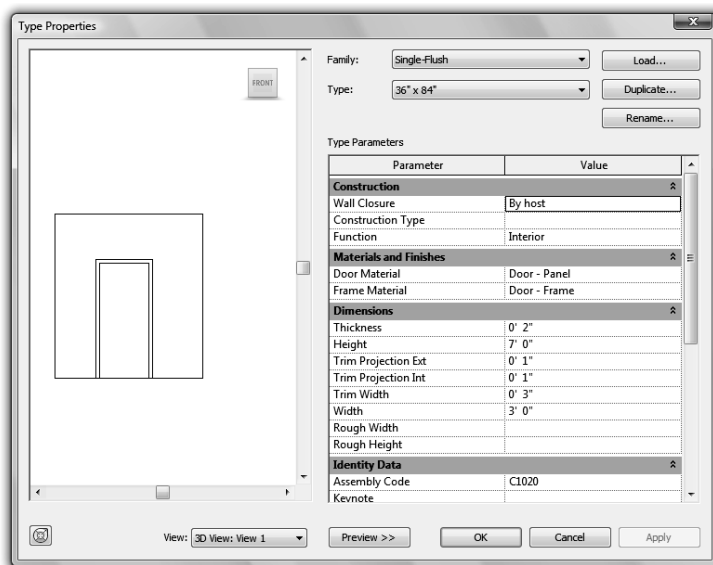 Type Properties
x
FRONT
Family: Single-Flush Load...
Type: 36" x 84" Duplicate...
Rename...
Type Parameters
Parameter Value
Construction
Wall Closure By host
Construction Type
Function Interior
Materials and Finishes
Door Material Door - Panel
Frame Material Door - Frame
Dimensions
Thickness 0' 2"
Height 7' 0"
Trim Projection Ext 0' 1"
Trim Projection Int 0' 1"
Trim Width 0' 3"
Width 3' 0"
Rough Width
Rough Height
Identity Data
Assembly Code C1020
Keynote
View: 3D View: View 1 Preview >> OK Cancel Apply